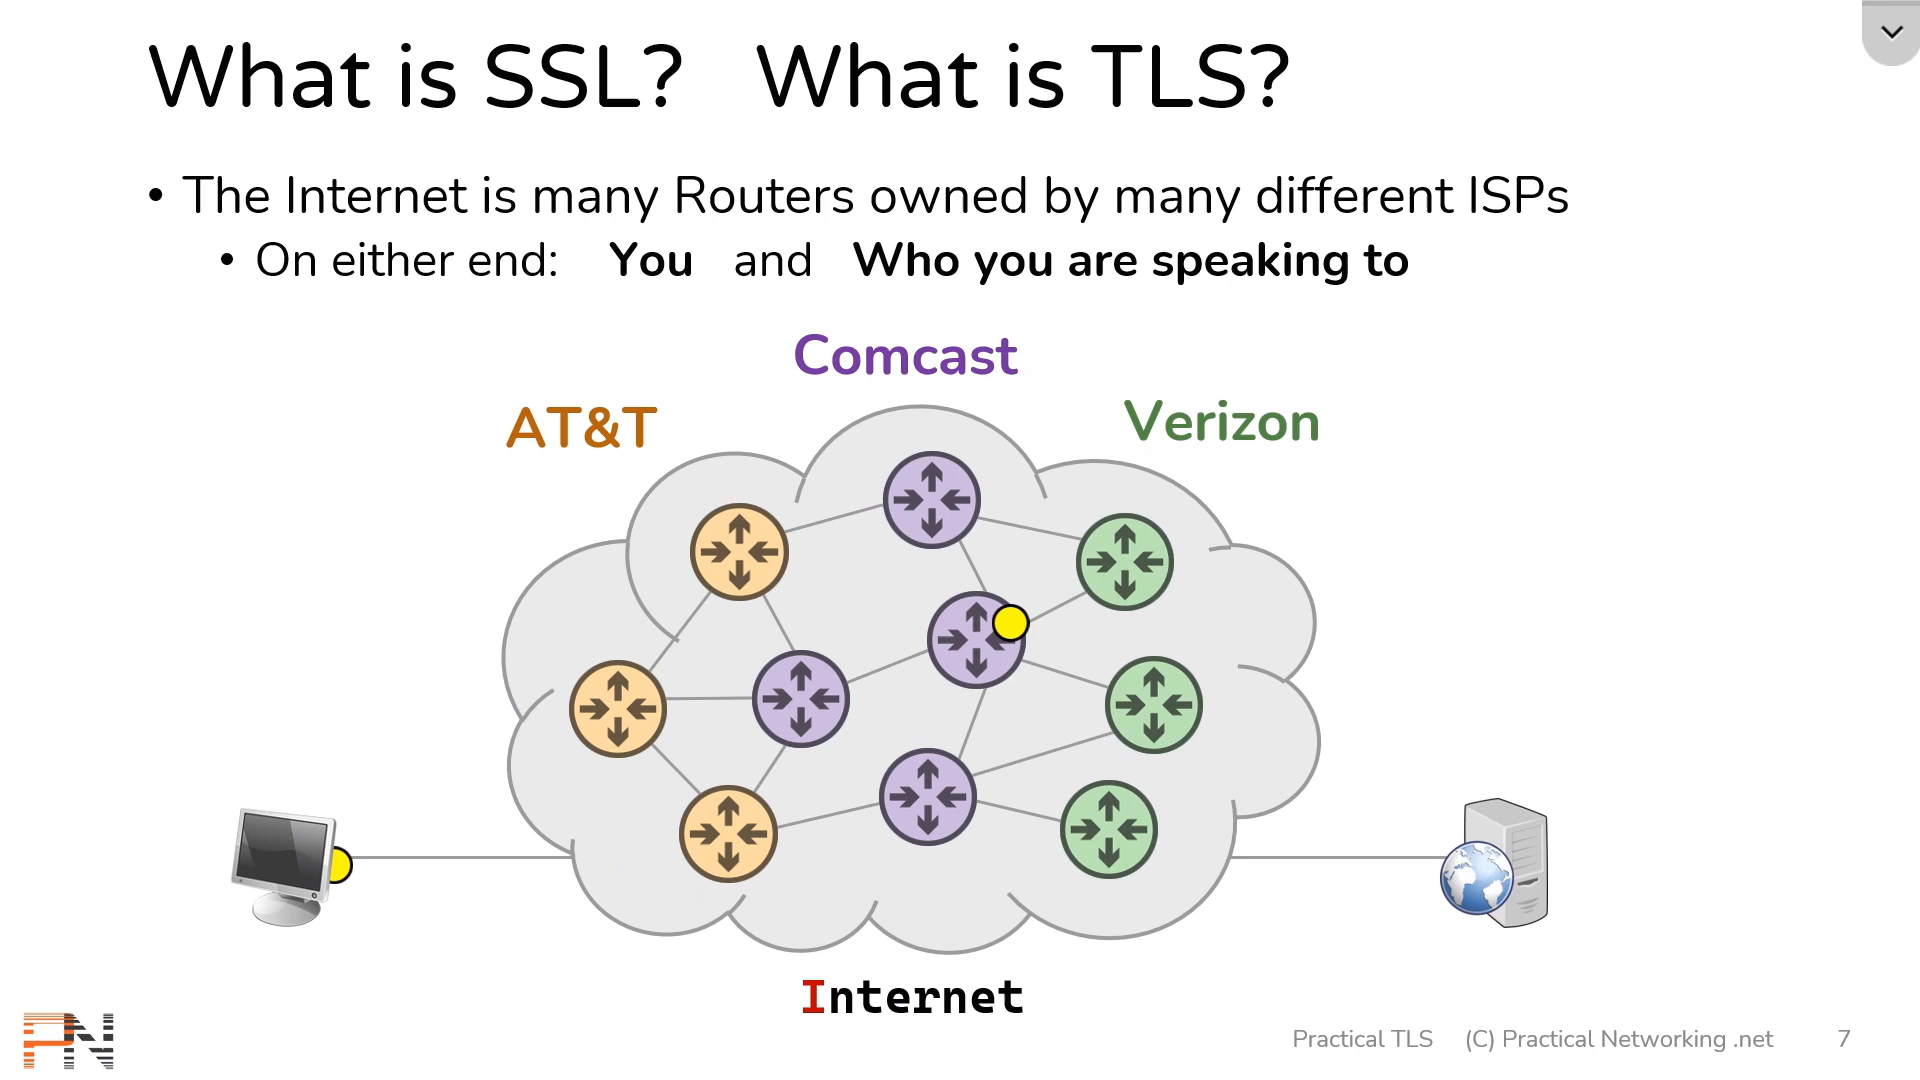 What is SSL? What is TLS?
• The Internet is many Routers owned by many different ISPs
• On either end: You and Who you are speaking to
Comcast
AT&T
Verizon
Internet
PN
Practical TLS (C) Practical Networking .net 7